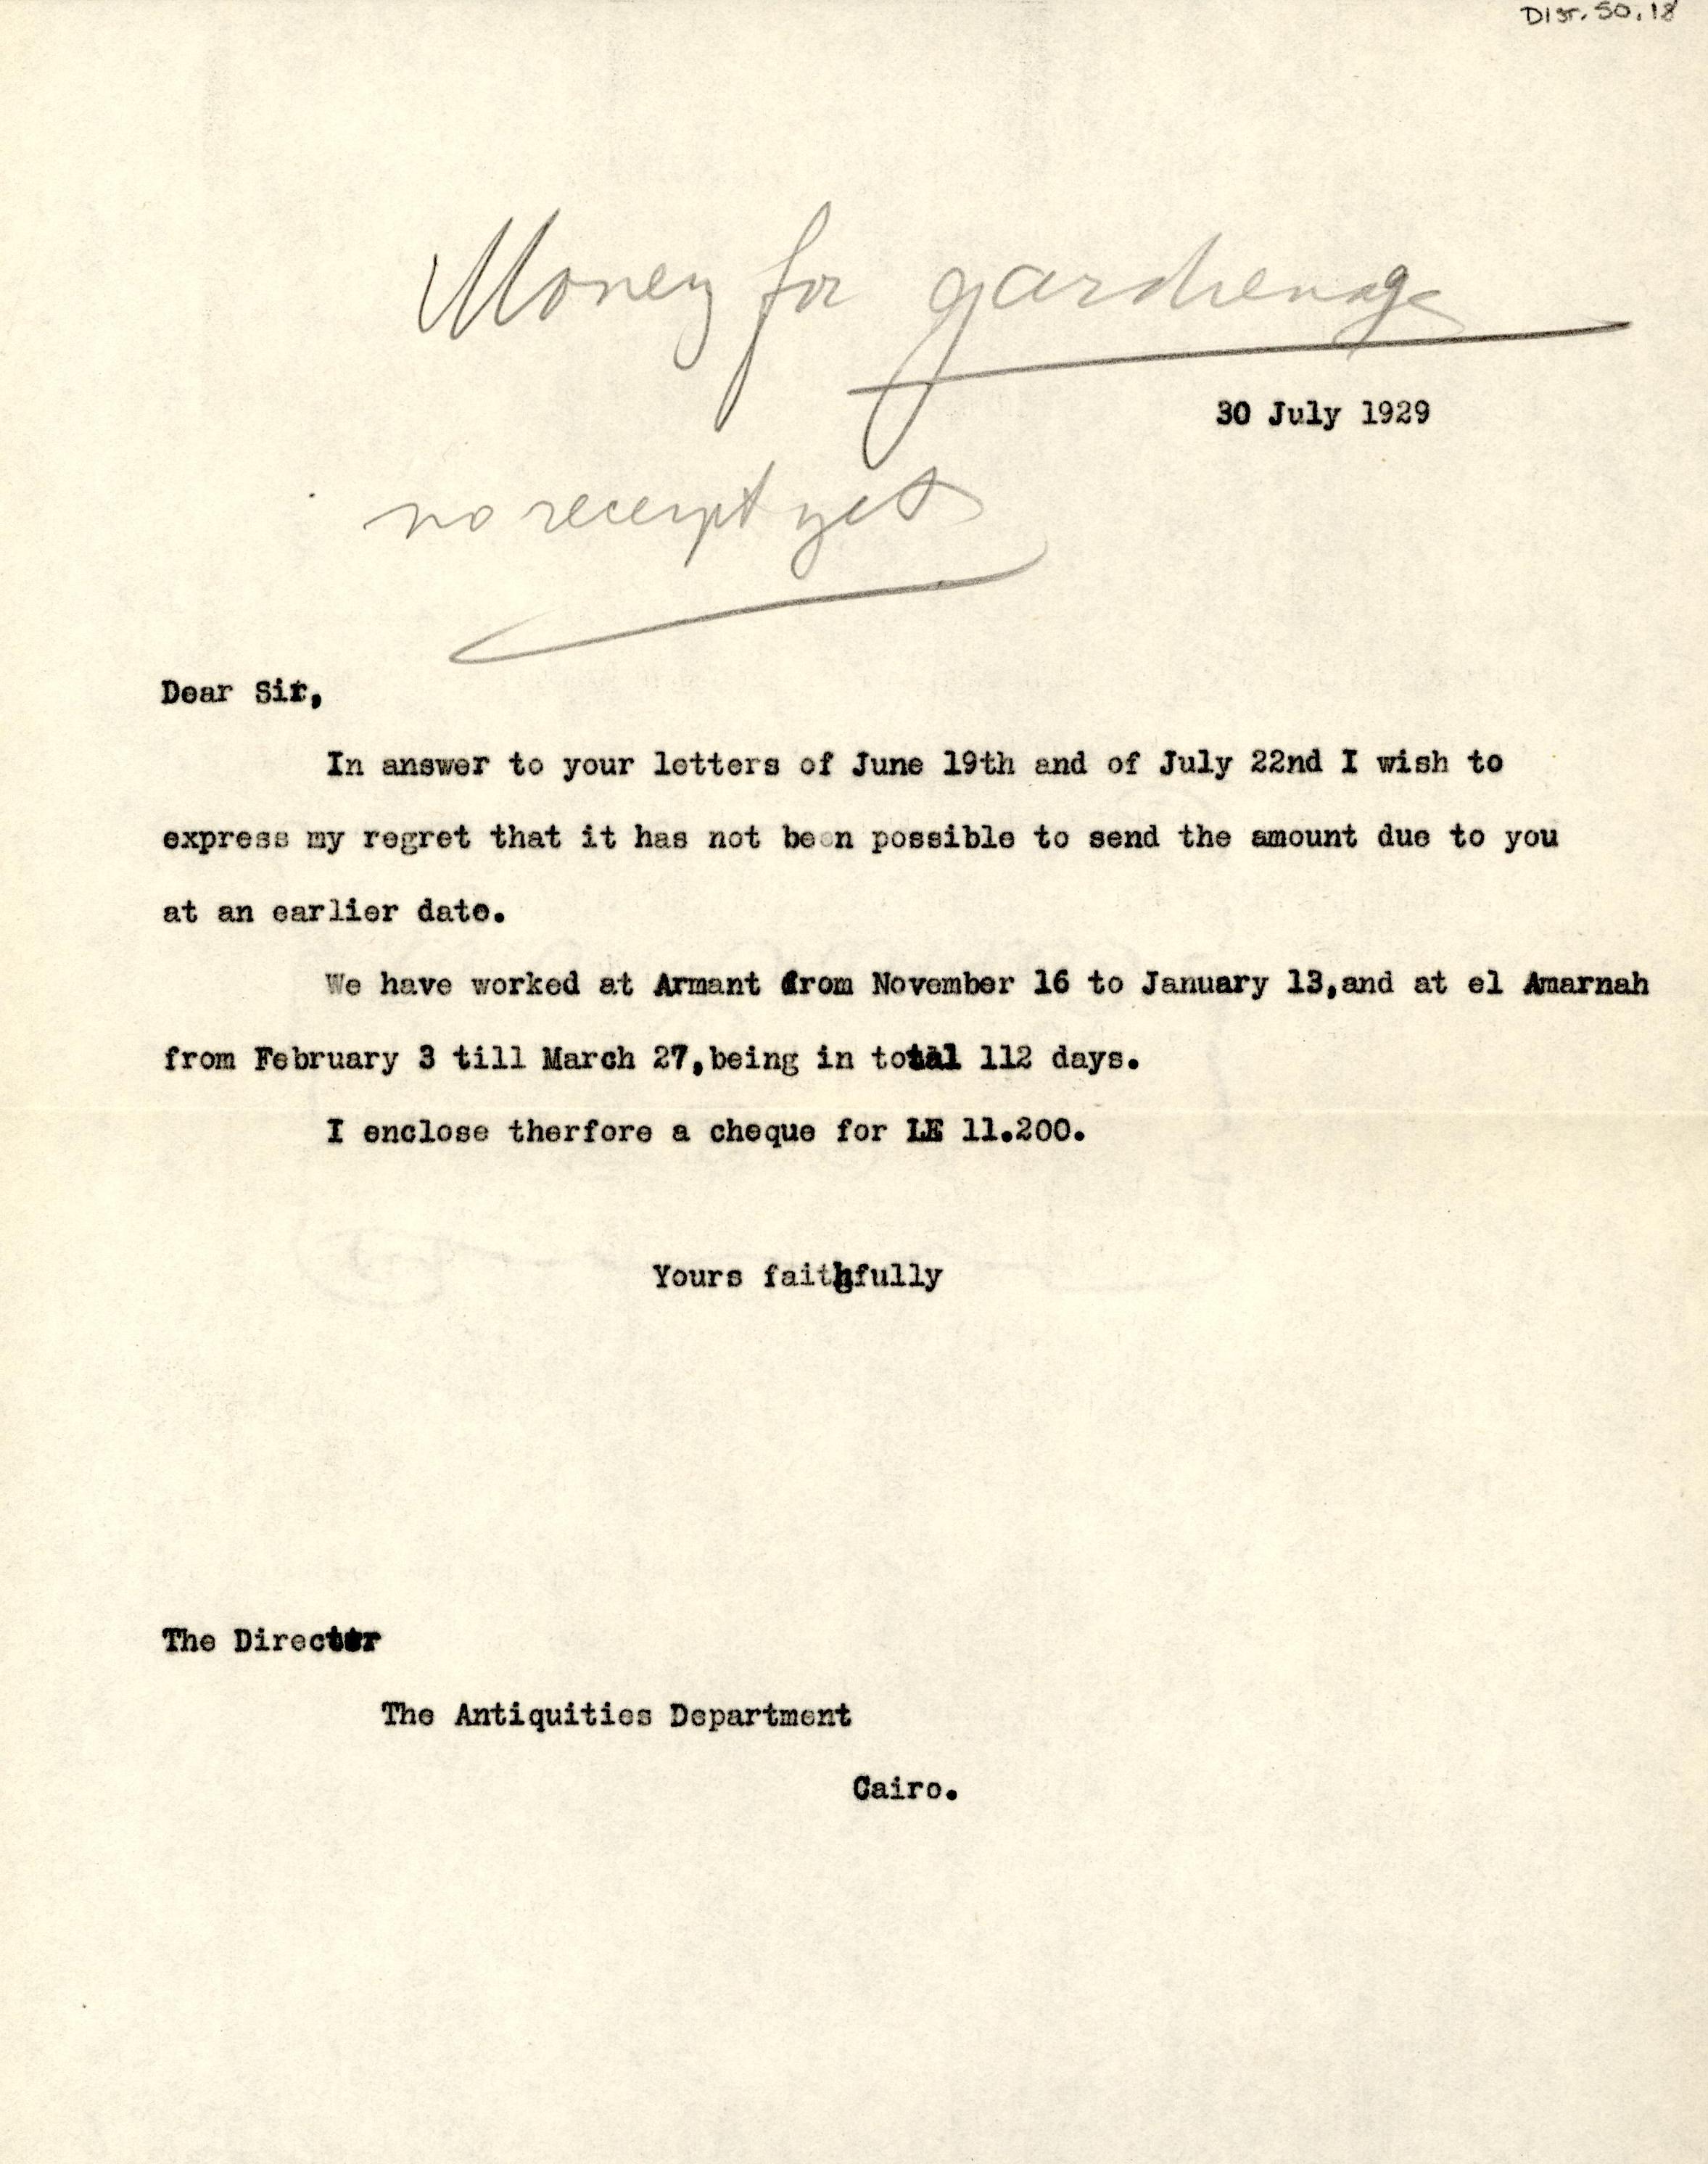 DIST.50.18
Money for gardienage
30 July 1929
no receipt yet
Dear Sir,
In answer to your letters of June 19th and of July 22nd I wish to
express my regret that it has not been possible to send the amount due to you
at an earlier date.
We have worked at Armant from November 16 to January 13,and at el Amarnah
from February 3 till March 27,being in total 112 days.
I enclose therfore a cheque for LE 11.200.
Yours faithfully
The Director
The Antiquities Department
Cairo.